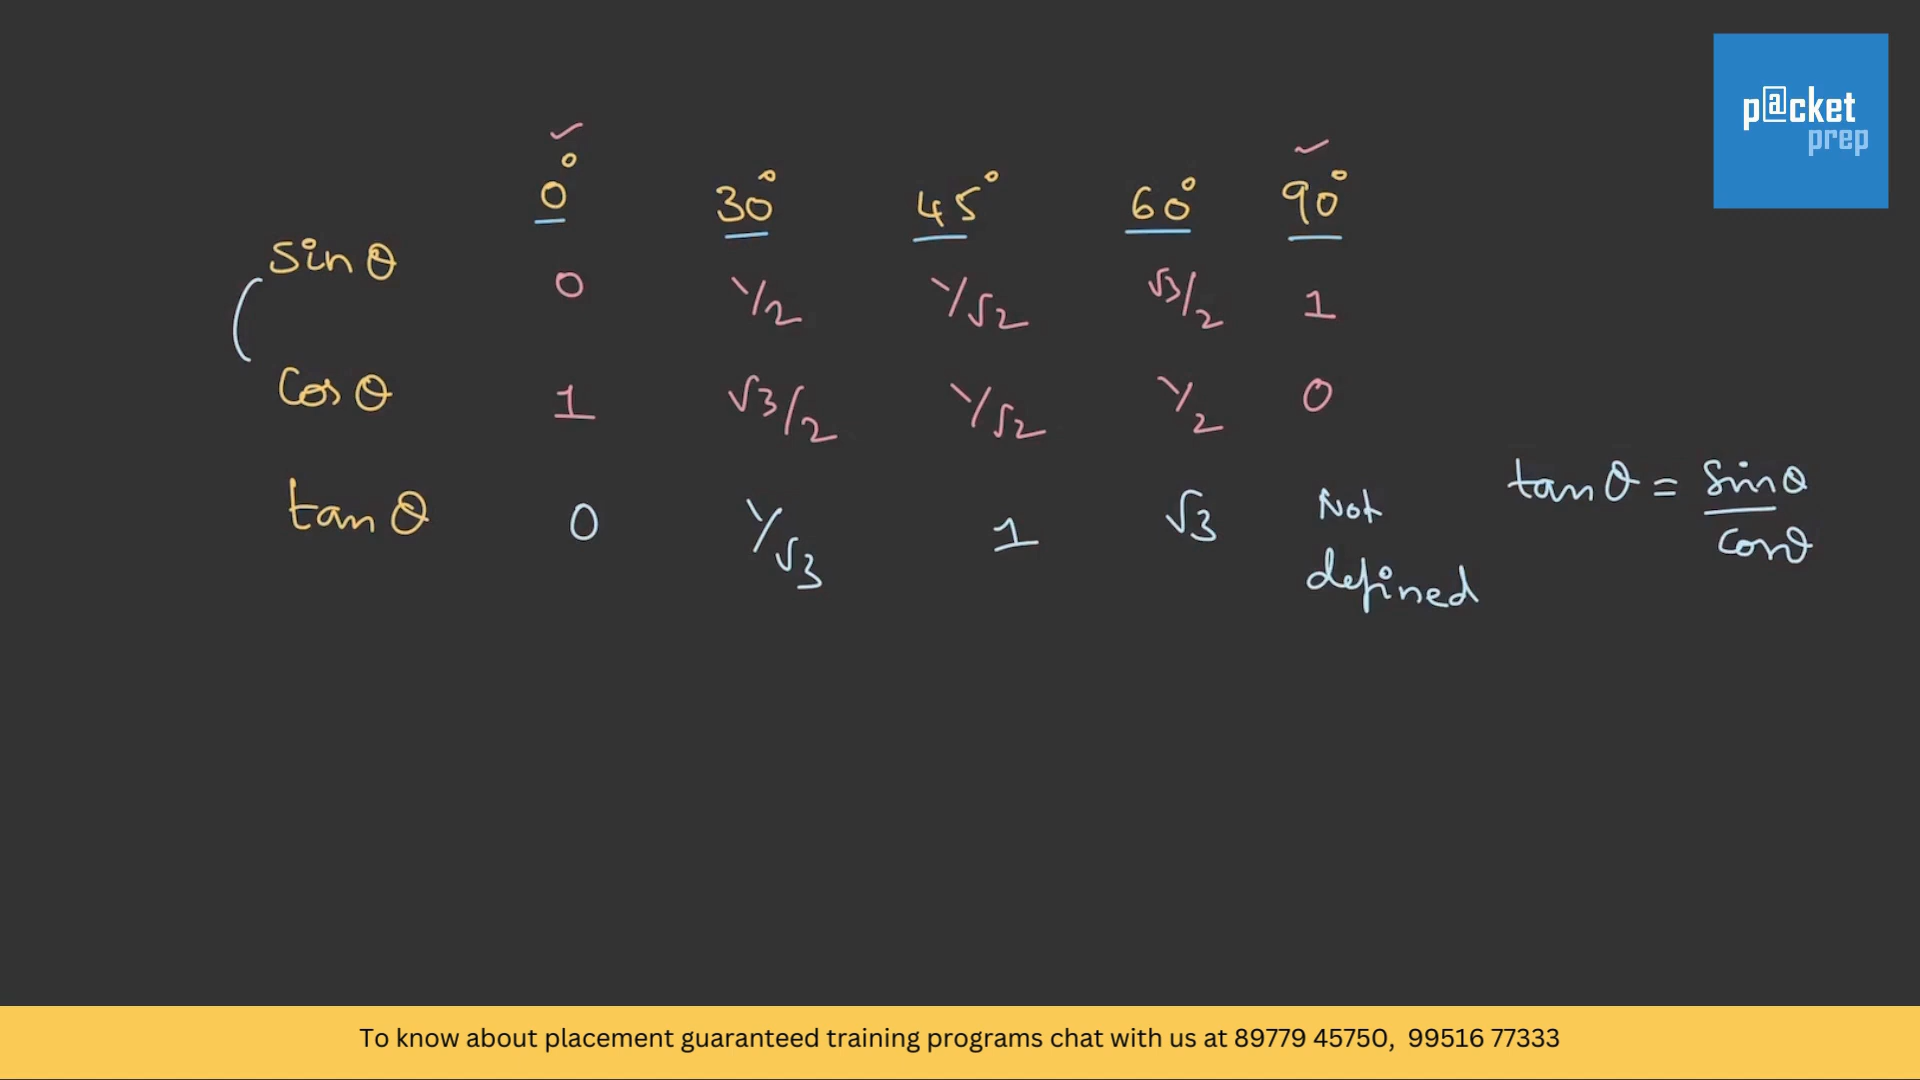 p@cket
prep
0° 30° 45° 60° 90°
sin θ 0 1/2 1/√2 √3/2 1
cos θ 1 √3/2 1/√2 1/2 0
tan θ 0 1/√3 1 √3 Not defined
tan θ = sin θ / cos θ
To know about placement guaranteed training programs chat with us at 89779 45750, 99516 77333